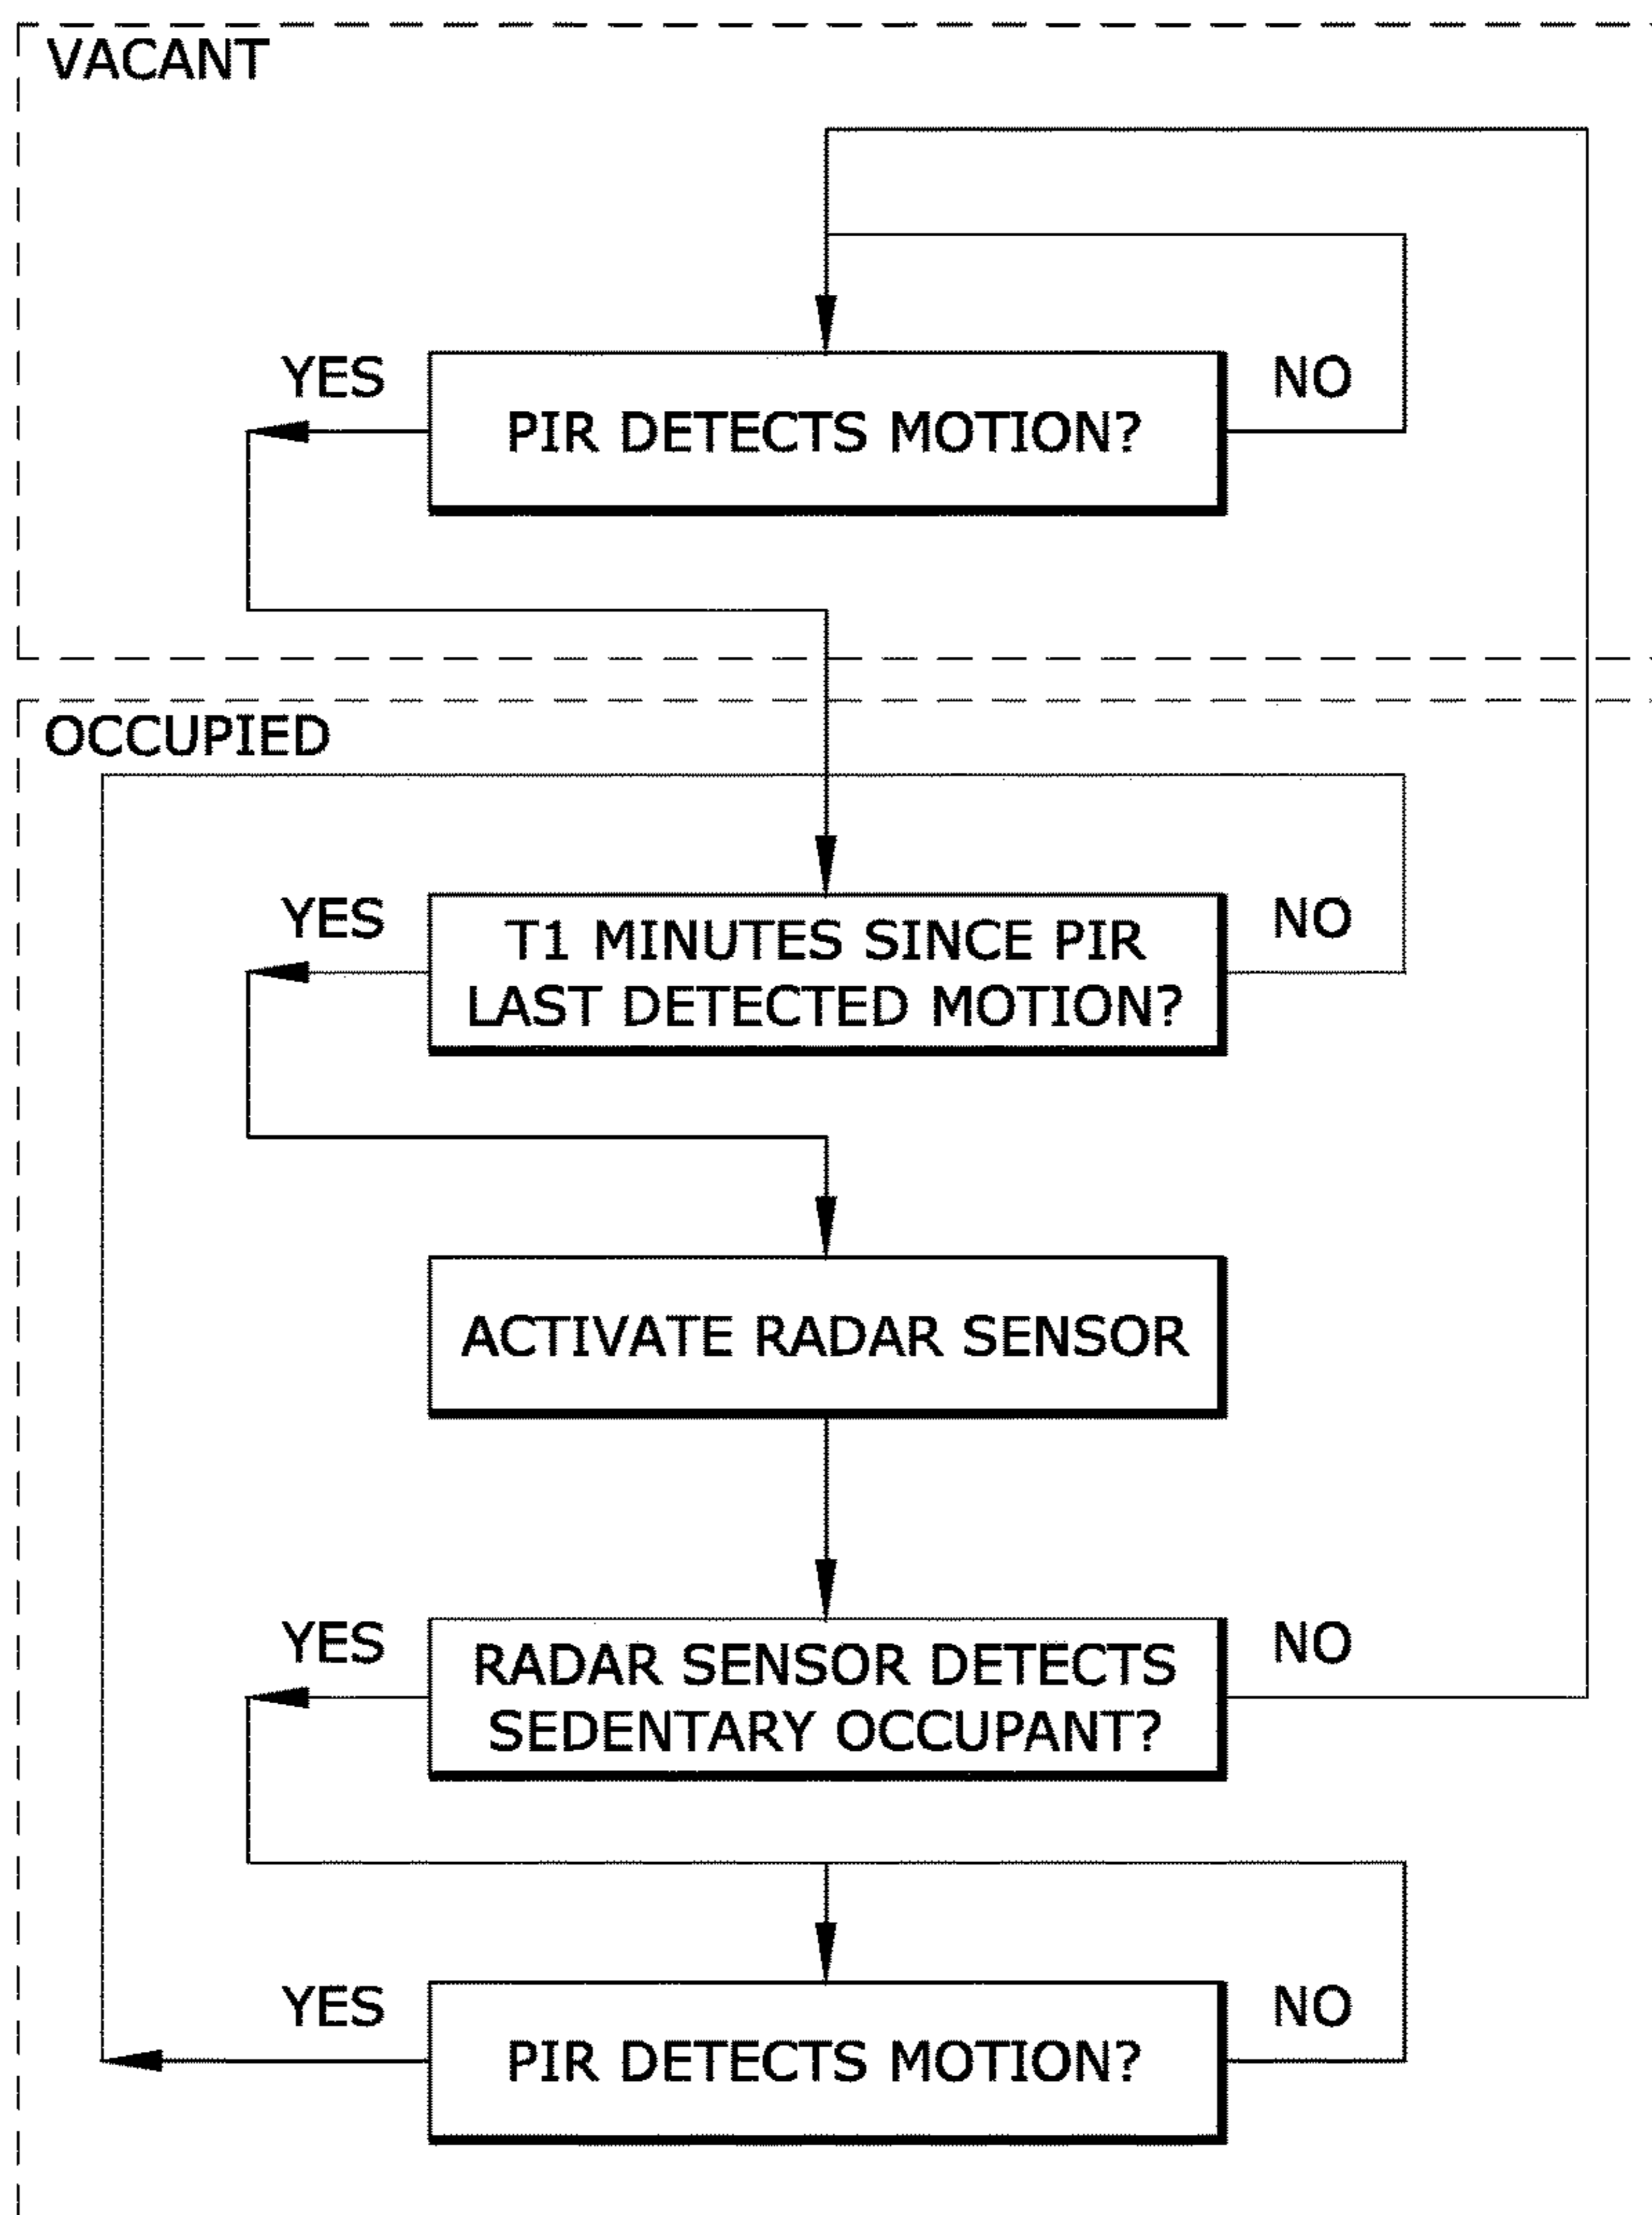 VACANT
YES
NO
PIR DETECTS MOTION?
OCCUPIED
YES
NO
T1 MINUTES SINCE PIR
LAST DETECTED MOTION?
ACTIVATE RADAR SENSOR
YES
NO
RADAR SENSOR DETECTS
SEDENTARY OCCUPANT?
YES
NO
PIR DETECTS MOTION?